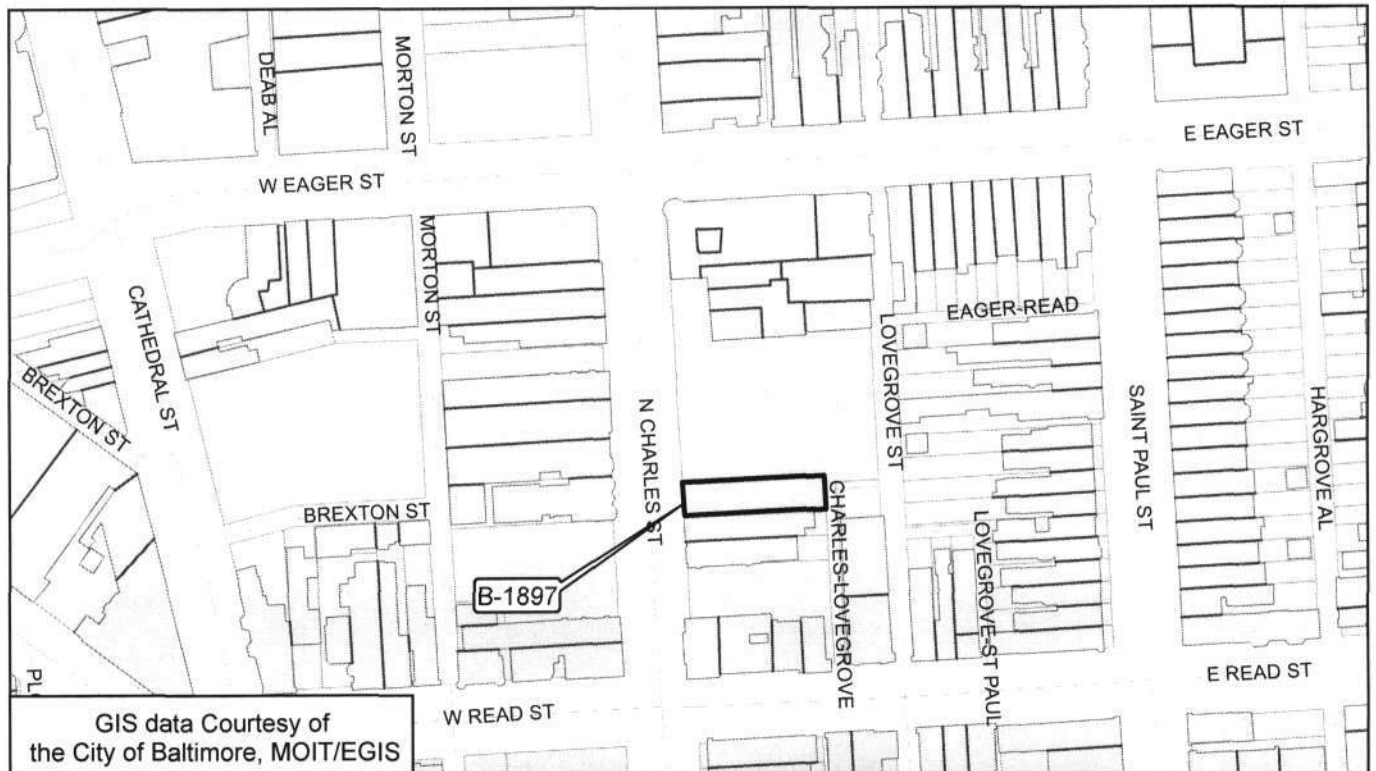 DEAB AL
MORTON ST
E EAGER ST
W EAGER ST
MORTON ST
CATHEDRAL ST
EAGER-READ
LOVEGROVE ST
BREXTON ST
N CHARLES ST
SAINT PAUL ST
HARGROVE AL
BREXTON ST
CHARLES-LOVEGROVE
LOVEGROVE-ST PAUL
B-1897
E READ ST
PL
W READ ST
GIS data Courtesy of
the City of Baltimore, MOIT/EGIS